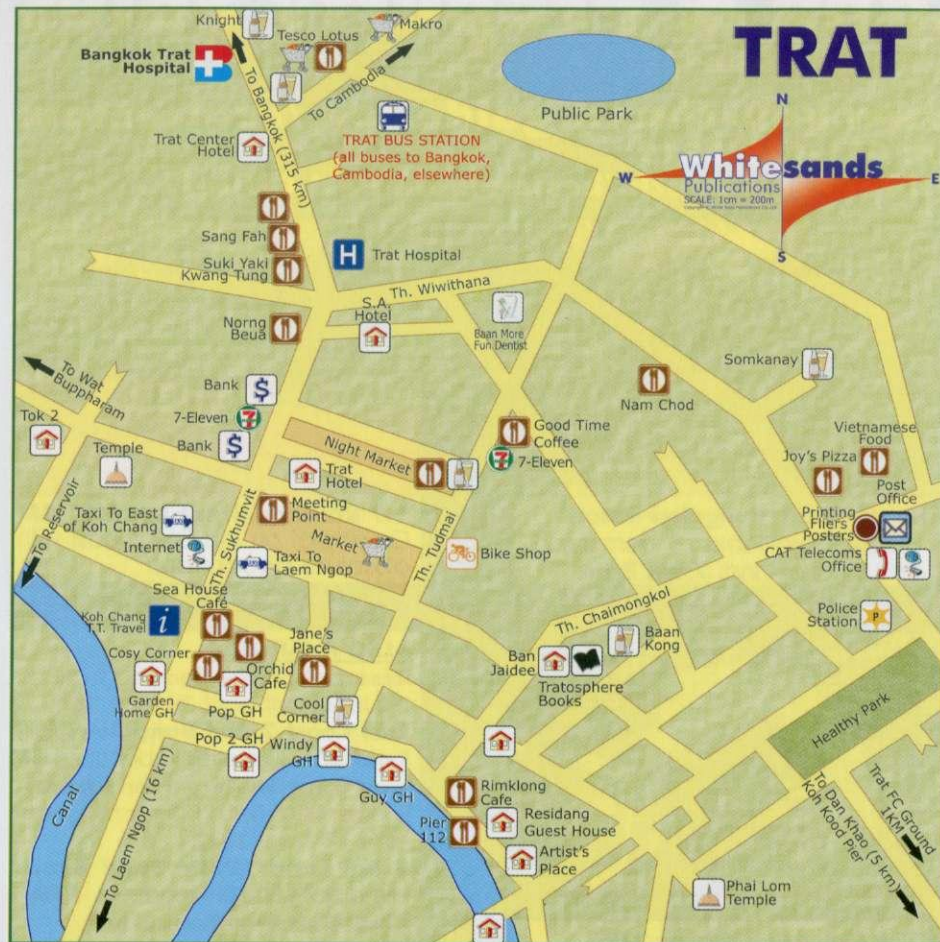 Knight
Tesco Lotus
Makro
TRAT
Bangkok Trat
Hospital
To Bangkok (315 km)
To Cambodia
Public Park
N
Trat Center
Hotel
TRAT BUS STATION
(all buses to Bangkok,
Cambodia, elsewhere)
Whitesands
W
E
Publications
SCALE: 1cm = 200m
S
Sang Fah
H
Trat Hospital
Suki Yaki
Kwang Tung
Th. Wiwithana
S.A.
Hotel
Norng
Beua
Baan More
Fun Dentist
To Wat
Buppharam
Somkanay
Bank
$
Nam Chod
7-Eleven
7
Tok 2
Bank
$
Good Time
Coffee
Vietnamese
Food
Temple
Night Market
7
7-Eleven
Joy's Pizza
Trat
Hotel
Post
Office
Taxi To East
of Koh Chang
Th. Sukhumvit
Meeting
Point
Printing
Fliers
Posters
To Reservoir
Internet
Market
Th. Tudmai
Bike Shop
Taxi To
Laem Ngop
CAT Telecoms
Office
Sea House
Café
Th. Chaimongkol
Koh Chang
T.T. Travel
i
Police
Station
P
Jane's
Place
Baan
Kong
Cosy Corner
Orchid
Cafe
Ban
Jaidee
Tratosphere
Books
Garden
Home GH
Pop GH
Cool
Corner
Healthy Park
Pop 2 GH
Windy
GH
Guy GH
Rimklong
Cafe
Canal
To Laem Ngop (16 km)
Pier
112
Residang
Guest House
To Dan Khao (5 km)
Koh Kood Pier
Trat FC Ground
1KM
Artist's
Place
Phai Lom
Temple